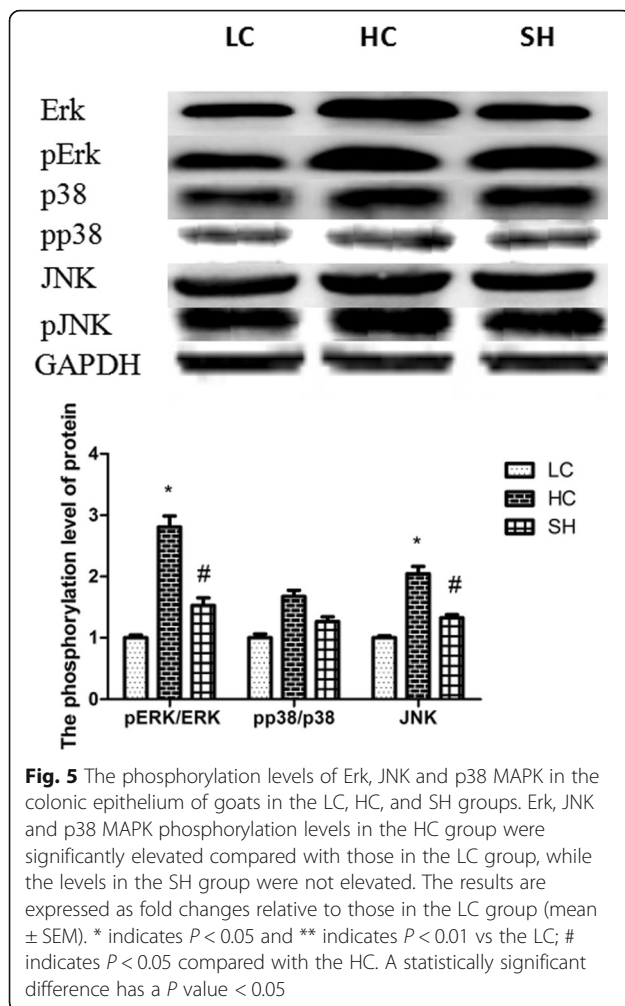 LC HC SH
Erk
pErk
p38
pp38
JNK
pJNK
GAPDH
The phosphorylation level of protein
4
3
2
1
0
*
#
*
#
LC
HC
SH
pERK/ERK pp38/p38 JNK
Fig. 5 The phosphorylation levels of Erk, JNK and p38 MAPK in the
colonic epithelium of goats in the LC, HC, and SH groups. Erk, JNK
and p38 MAPK phosphorylation levels in the HC group were
significantly elevated compared with those in the LC group, while
the levels in the SH group were not elevated. The results are
expressed as fold changes relative to those in the LC group (mean
± SEM). * indicates P < 0.05 and ** indicates P < 0.01 vs the LC; #
indicates P < 0.05 compared with the HC. A statistically significant
difference has a P value < 0.05